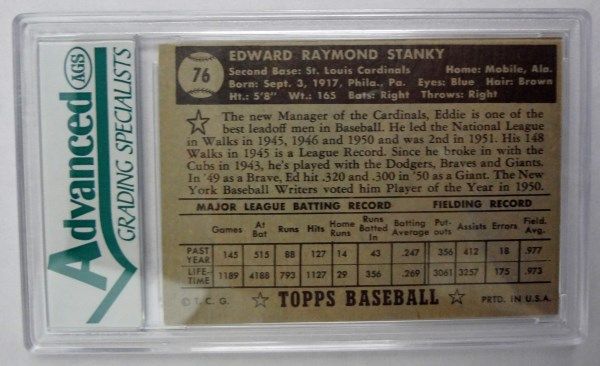 Advanced
AGS
GRADING SPECIALISTS
76
EDWARD RAYMOND STANKY
Second Base: St. Louis Cardinals Home: Mobile, Ala.
Born: Sept. 3, 1917, Phila., Pa. Eyes: Blue Hair: Brown
Ht.: 5'8" Wt.: 165 Bats: Right Throws: Right
The new Manager of the Cardinals, Eddie is one of the
best leadoff men in Baseball. He led the National League
in Walks in 1945, 1946 and 1950 and was 2nd in 1951. His 148
Walks in 1945 is a League Record. Since he broke in with the
Cubs in 1943, he's played with the Dodgers, Braves and Giants.
In '49 as a Brave, Ed hit .320 and .300 in '50 as a Giant. The New
York Baseball Writers voted him Player of the Year in 1950.
MAJOR LEAGUE BATTING RECORD FIELDING RECORD
Games At Bat Runs Hits Home Runs Runs Batted In Batting Average Put-outs Assists Errors Field. Avg.
PAST YEAR 145 515 88 127 14 43 .247 356 412 18 .977
LIFE-TIME 1189 4188 793 1127 29 356 .269 3061 3257 175 .973
© T. C. G. TOPPS BASEBALL PRTD. IN U.S.A.